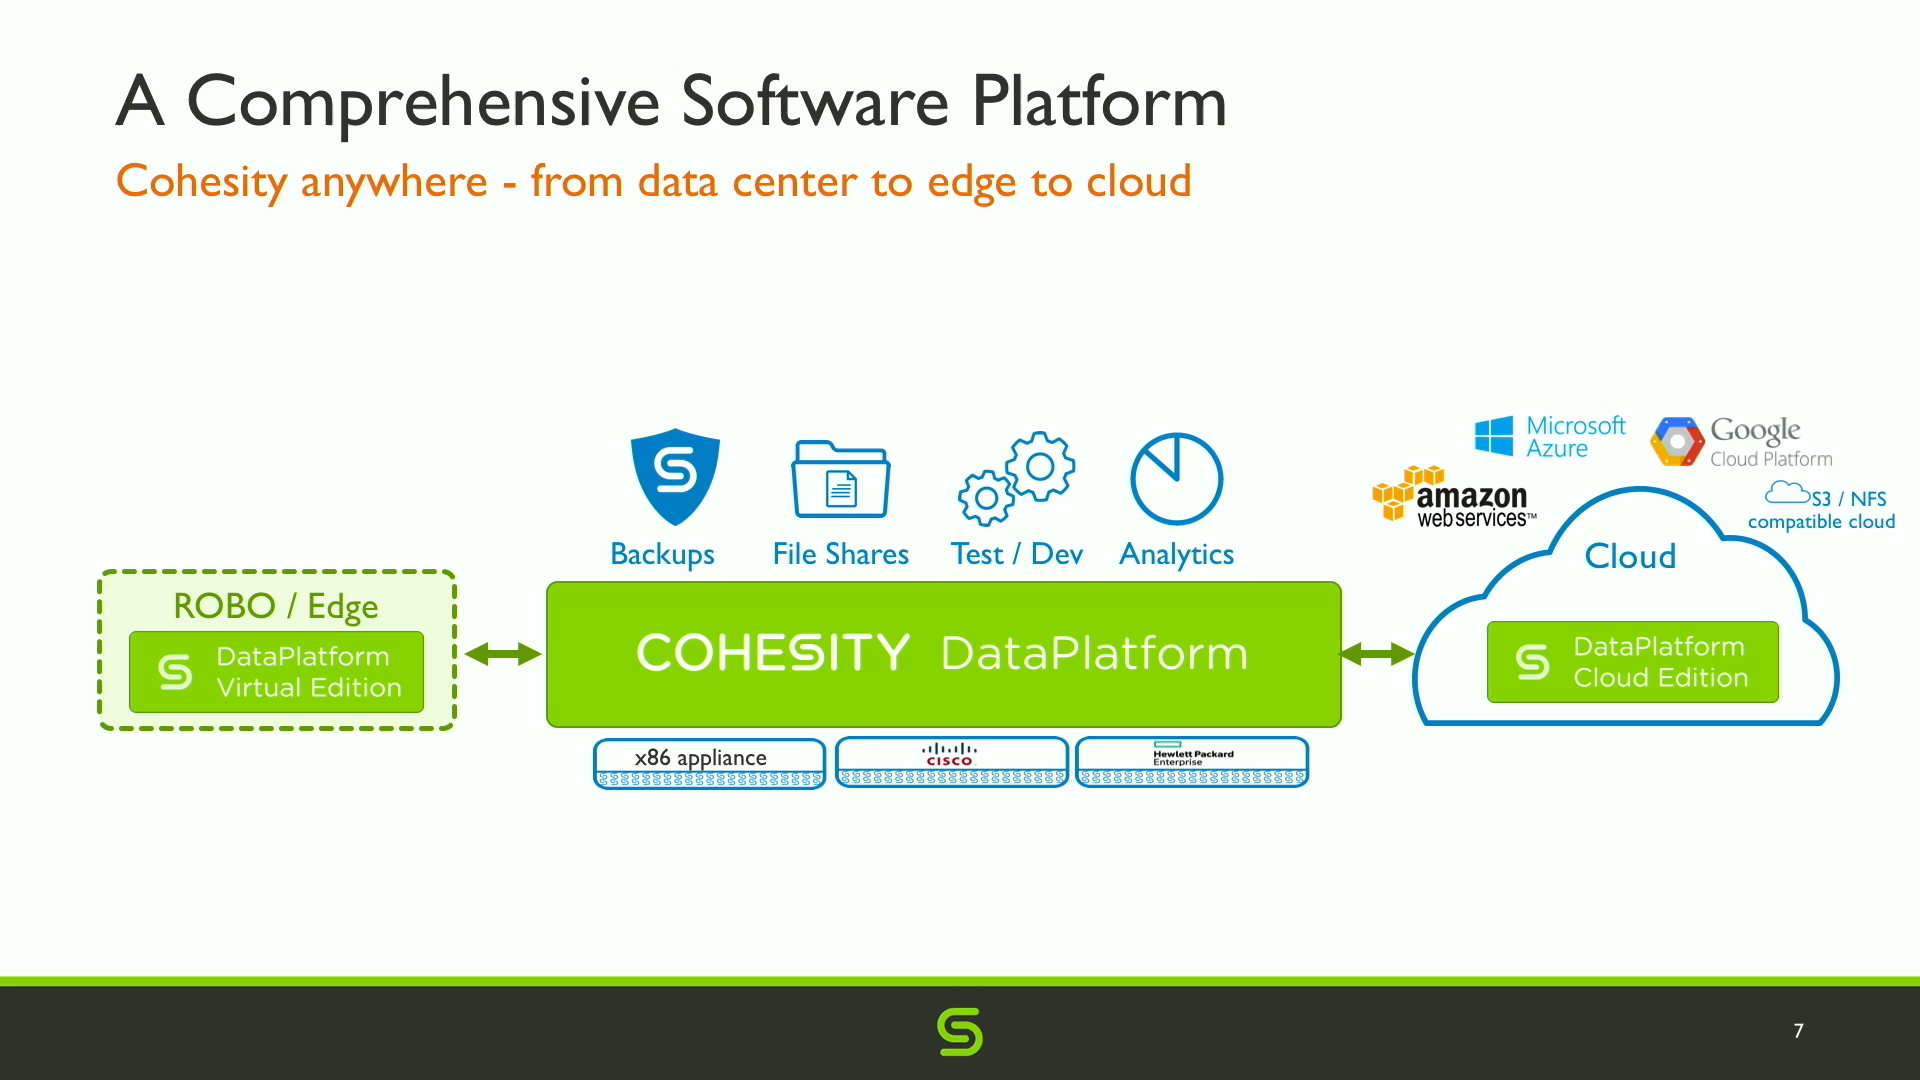 A Comprehensive Software Platform
Cohesity anywhere - from data center to edge to cloud
Microsoft
Azure
Google
Cloud Platform
amazon
web services™
S3 / NFS
compatible cloud
Backups
File Shares
Test / Dev
Analytics
Cloud
ROBO / Edge
DataPlatform
Virtual Edition
COHESITY DataPlatform
DataPlatform
Cloud Edition
x86 appliance
CISCO
Hewlett Packard
Enterprise
7